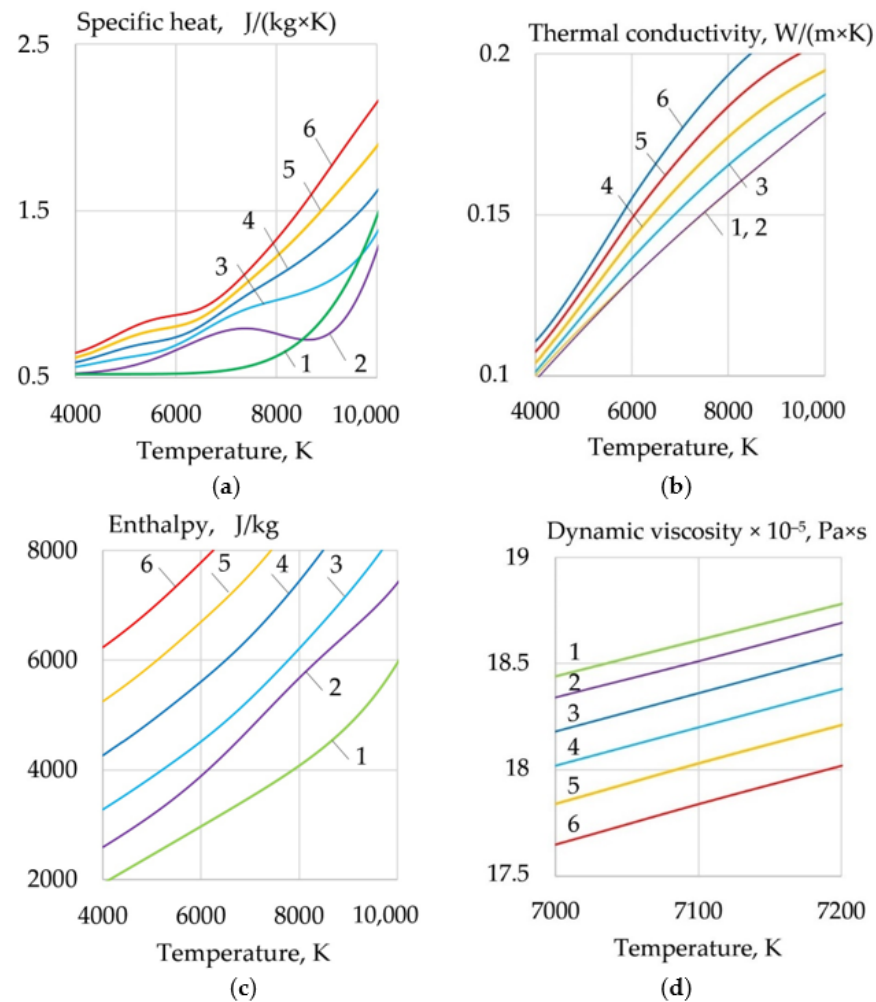 Specific heat, J/(kg×K)
2.5
1.5
0.5
6
5
4
3
1
2
4000 6000 8000 10,000
Temperature, K
(a)
Thermal conductivity, W/(m×K)
0.2
0.15
0.1
6
5
4
3
1, 2
4000 6000 8000 10,000
Temperature, K
(b)
Enthalpy, J/kg
8000
6000
4000
2000
6 5 4 3
2
1
4000 6000 8000 10,000
Temperature, K
(c)
Dynamic viscosity × 10⁻⁵, Pa×s
19
18.5
18
17.5
1
2
3
4
5
6
7000 7100 7200
Temperature, K
(d)